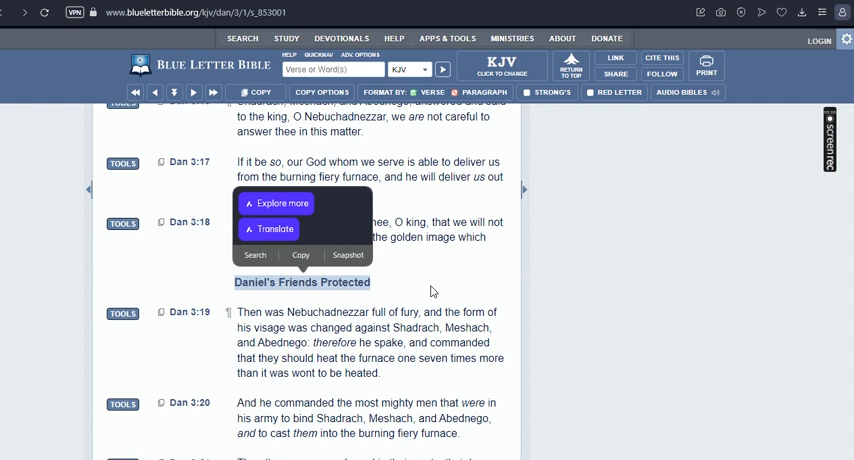 VPN
www.blueletterbible.org/kjv/dan/3/1/s_853001
SEARCH STUDY DEVOTIONALS HELP APPS & TOOLS MINISTRIES ABOUT DONATE LOGIN
BLUE LETTER BIBLE
HELP QUICKNAV ADV. OPTIONS
Verse or Word(s) KJV
KJV
CLICK TO CHANGE
RETURN
TO TOP
LINK CITE THIS
SHARE FOLLOW
PRINT
COPY COPY OPTIONS FORMAT BY: VERSE PARAGRAPH STRONG'S RED LETTER AUDIO BIBLES
to the king, O Nebuchadnezzar, we are not careful to
answer thee in this matter.
TOOLS Dan 3:17 If it be so, our God whom we serve is able to deliver us
from the burning fiery furnace, and he will deliver us out
Explore more
TOOLS Dan 3:18 hee, O king, that we will not
Translate
the golden image which
Search Copy Snapshot
Daniel's Friends Protected
TOOLS Dan 3:19 ¶ Then was Nebuchadnezzar full of fury, and the form of
his visage was changed against Shadrach, Meshach,
and Abednego: therefore he spake, and commanded
that they should heat the furnace one seven times more
than it was wont to be heated.
TOOLS Dan 3:20 And he commanded the most mighty men that were in
his army to bind Shadrach, Meshach, and Abednego,
and to cast them into the burning fiery furnace.
screenrec